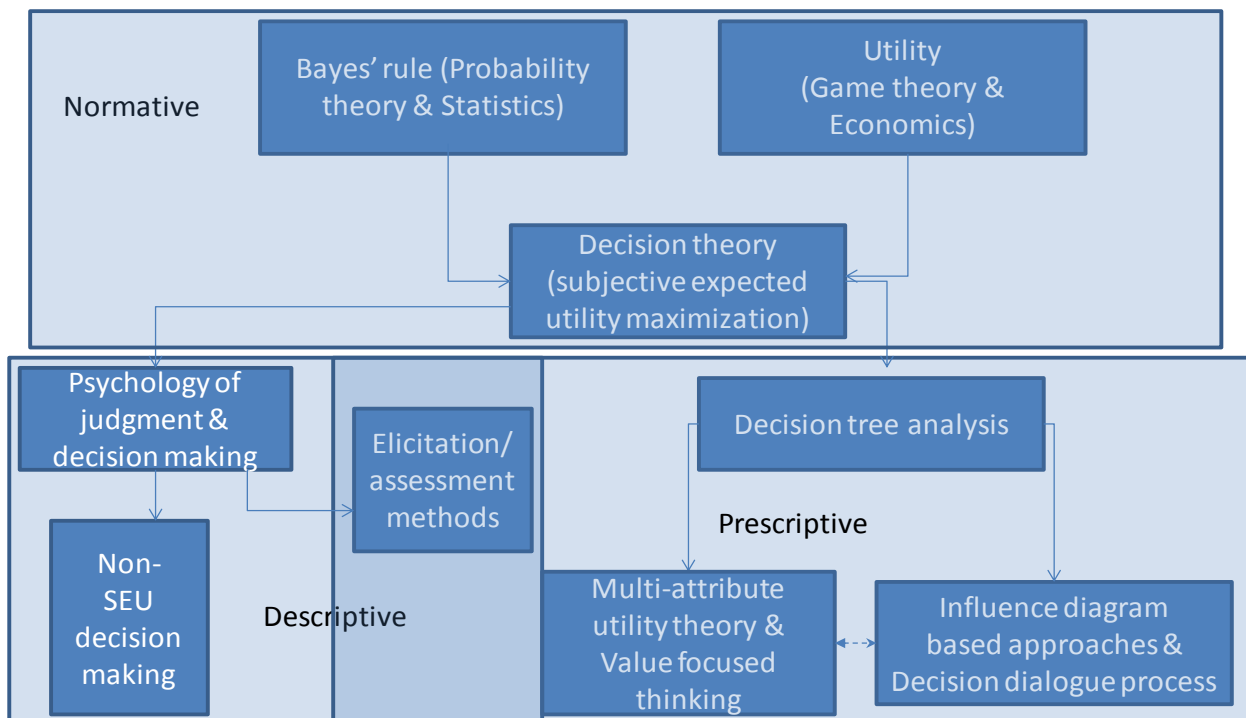 Normative
Bayes’ rule (Probability
theory & Statistics)
Utility
(Game theory &
Economics)
Decision theory
(subjective expected
utility maximization)
Psychology of
judgment &
decision making
Elicitation/
assessment
methods
Decision tree analysis
Prescriptive
Non-
SEU
decision
making
Descriptive
Multi-attribute
utility theory &
Value focused
thinking
Influence diagram
based approaches &
Decision dialogue process